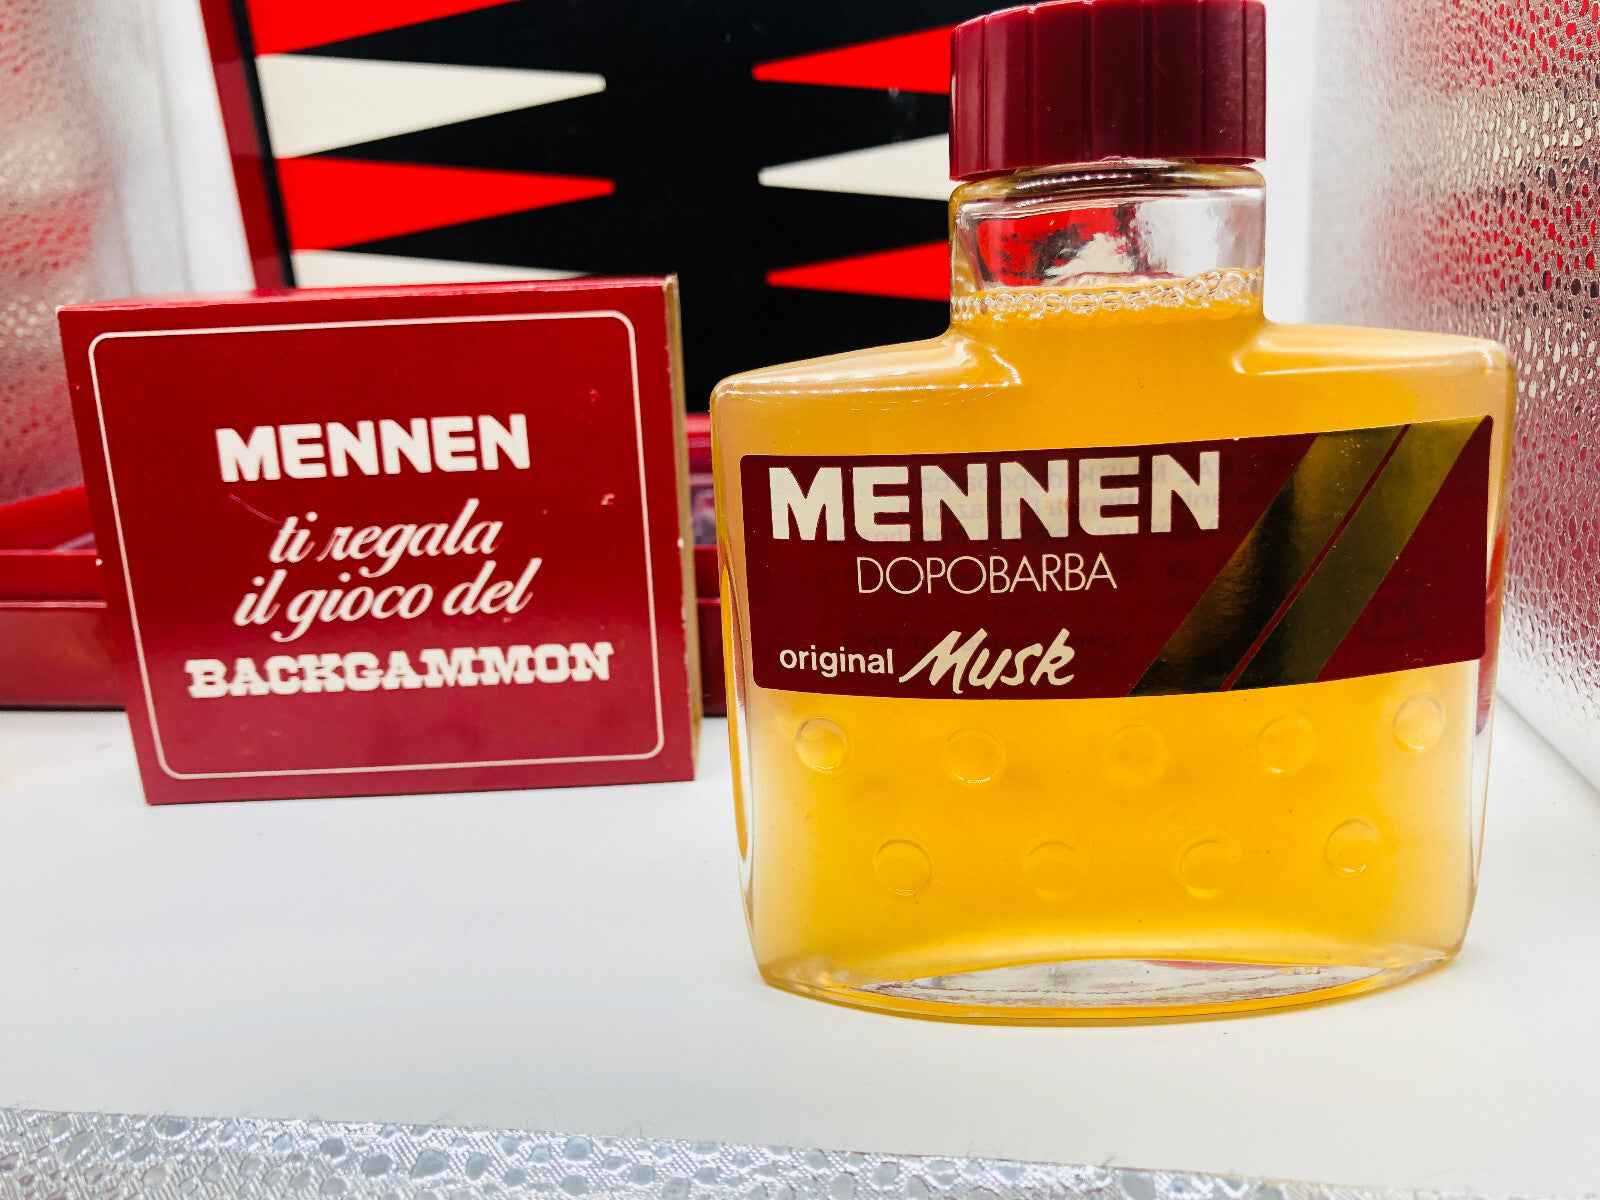 MENNEN
ti regala
il gioco del
BACKGAMMON
MENNEN
DOPOBARBA
original Musk